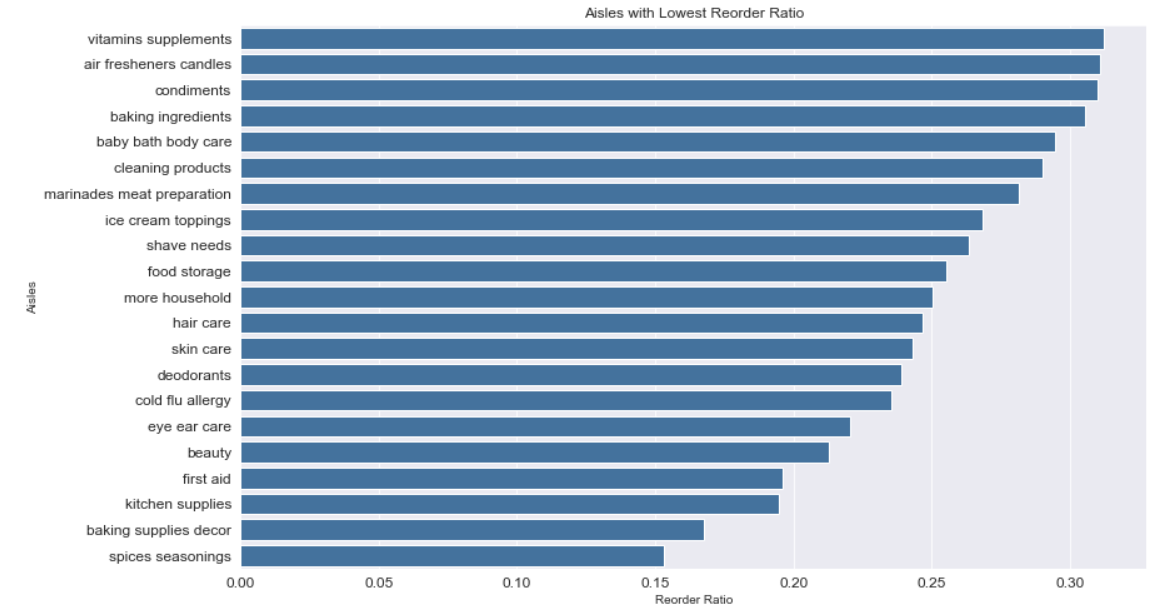 Aisles with Lowest Reorder Ratio
vitamins supplements
air fresheners candles
condiments
baking ingredients
baby bath body care
cleaning products
marinades meat preparation
ice cream toppings
shave needs
food storage
more household
hair care
skin care
deodorants
cold flu allergy
eye ear care
beauty
first aid
kitchen supplies
baking supplies decor
spices seasonings
Aisles
0.00 0.05 0.10 0.15 0.20 0.25 0.30
Reorder Ratio